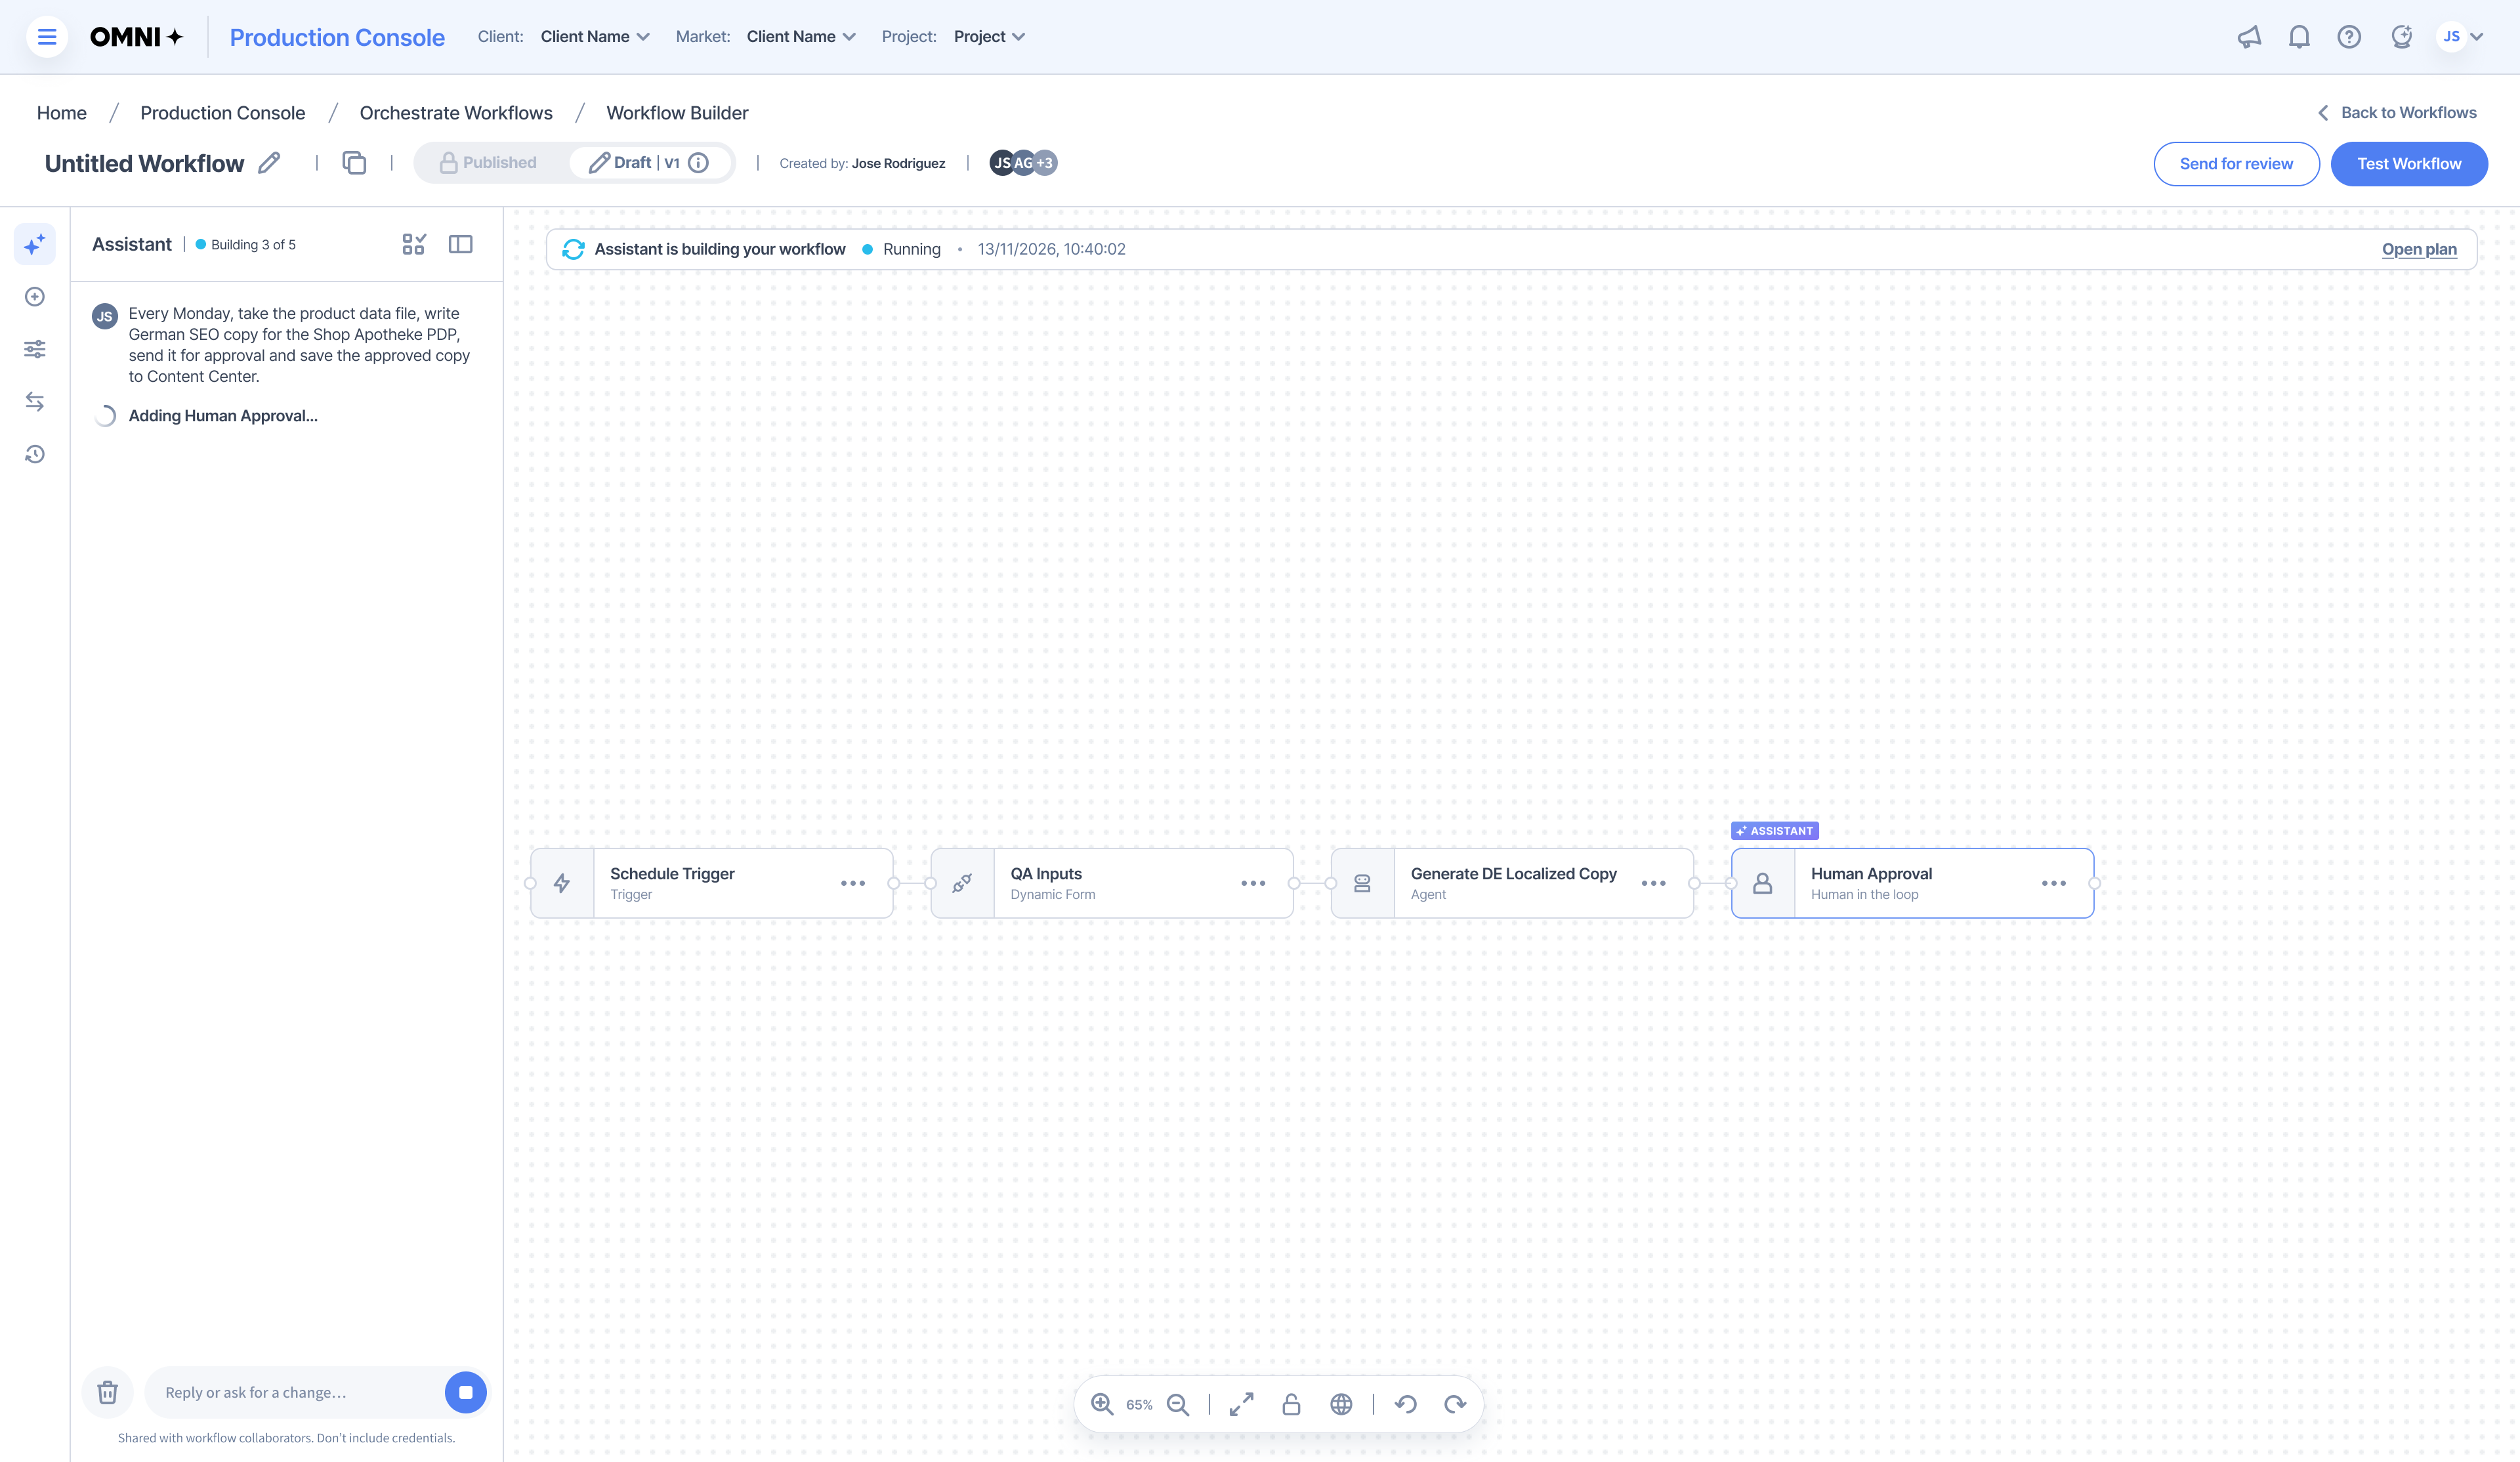 OMNI
Production Console
Client: Client Name
Market: Client Name
Project: Project
JS
Home / Production Console / Orchestrate Workflows / Workflow Builder
Back to Workflows
Untitled Workflow
Published
Draft | V1
Created by: Jose Rodriguez
JS AG +3
Send for review
Test Workflow
Assistant | Building 3 of 5
JS
Every Monday, take the product data file, write
German SEO copy for the Shop Apotheke PDP,
send it for approval and save the approved copy
to Content Center.
Adding Human Approval...
Reply or ask for a change…
Shared with workflow collaborators. Don't include credentials.
Assistant is building your workflow
Running • 13/11/2026, 10:40:02
Open plan
Schedule Trigger
Trigger
QA Inputs
Dynamic Form
Generate DE Localized Copy
Agent
ASSISTANT
Human Approval
Human in the loop
65%